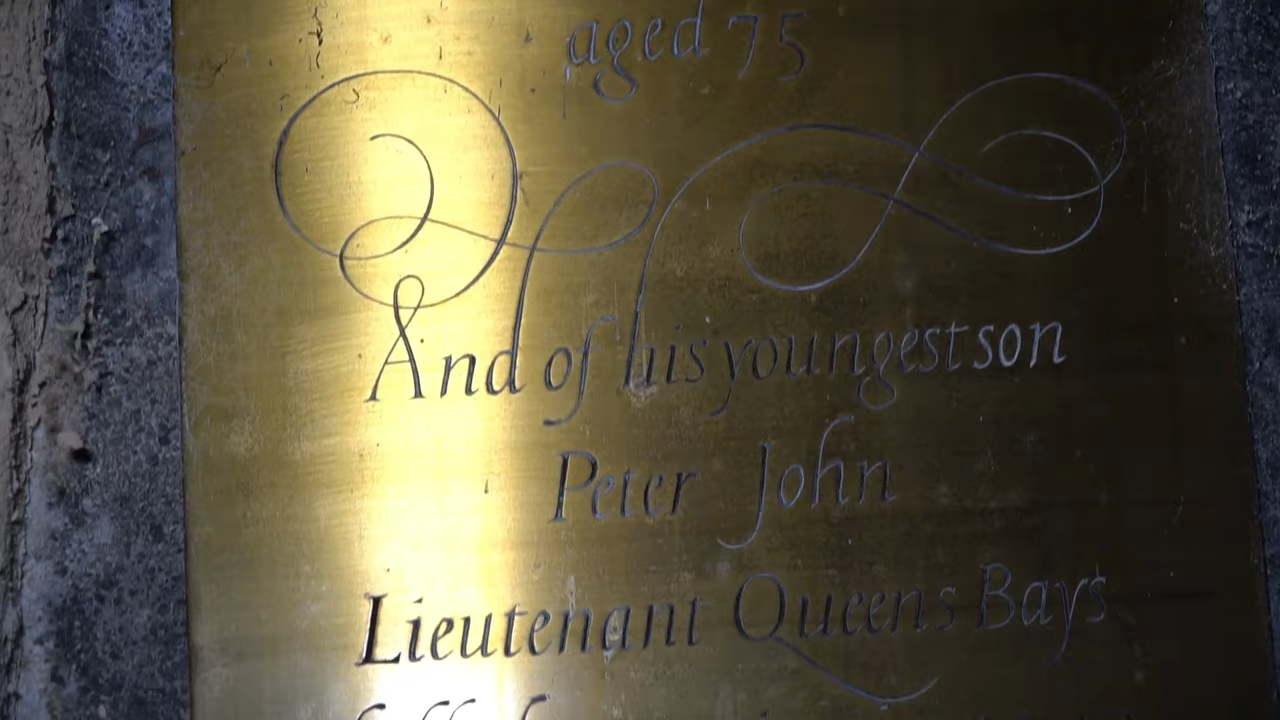 aged 75
And of his youngest son
Peter John
Lieutenant Queens Bays